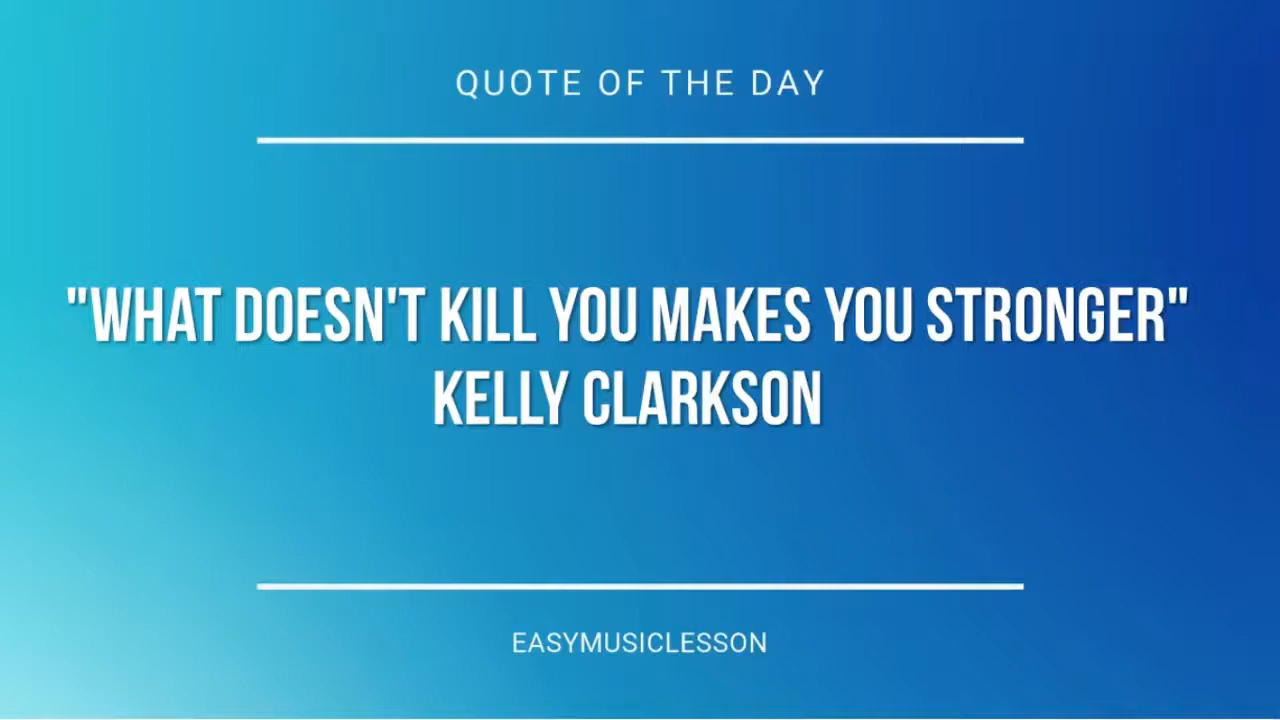 QUOTE OF THE DAY
"WHAT DOESN'T KILL YOU MAKES YOU STRONGER"
KELLY CLARKSON
EASYMUSICLESSON